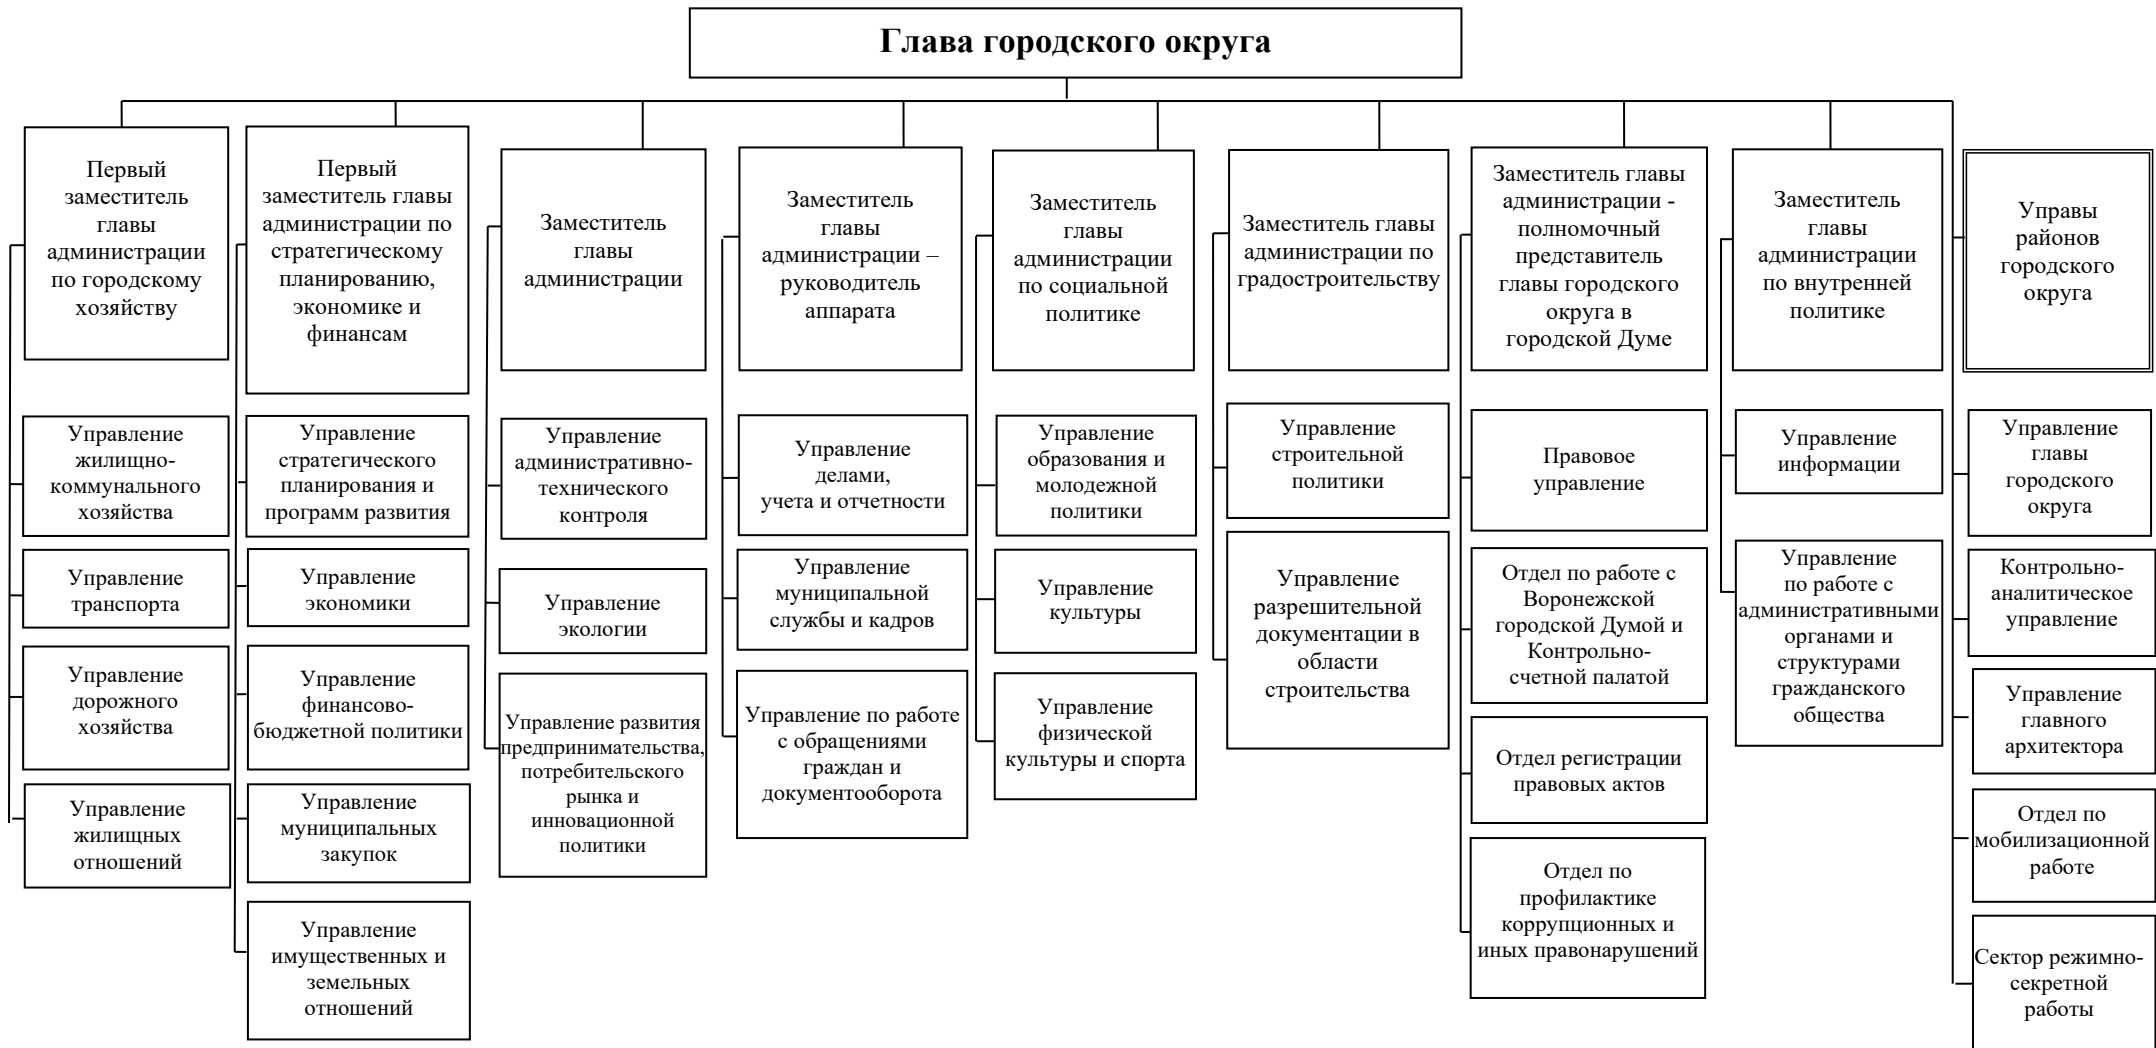 Глава городского округа
Первый
заместитель
главы
администрации
по городскому
хозяйству
Первый
заместитель главы
администрации по
стратегическому
планированию,
экономике и
финансам
Заместитель
главы
администрации
Заместитель
главы
администрации –
руководитель
аппарата
Заместитель
главы
администрации
по социальной
политике
Заместитель главы
администрации по
градостроительству
Заместитель главы
администрации -
полномочный
представитель
главы городского
округа в
городской Думе
Заместитель
главы
администрации
по внутренней
политике
Управы
районов
городского
округа
Управление
жилищно-
коммунального
хозяйства
Управление
транспорта
Управление
дорожного
хозяйства
Управление
жилищных
отношений
Управление
стратегического
планирования и
программ развития
Управление
экономики
Управление
финансово-
бюджетной политики
Управление
муниципальных
закупок
Управление
имущественных и
земельных
отношений
Управление
административно-
технического
контроля
Управление
экологии
Управление развития
предпринимательства,
потребительского
рынка и
инновационной
политики
Управление
делами,
учета и отчетности
Управление
муниципальной
службы и кадров
Управление по работе
с обращениями
граждан и
документооборота
Управление
образования и
молодежной
политики
Управление
культуры
Управление
физической
культуры и спорта
Управление
строительной
политики
Управление
разрешительной
документации в
области
строительства
Правовое
управление
Отдел по работе с
Воронежской
городской Думой и
Контрольно-
счетной палатой
Отдел регистрации
правовых актов
Отдел по
профилактике
коррупционных и
иных правонарушений
Управление
информации
Управление
по работе с
административными
органами и
структурами
гражданского
общества
Управление
главы
городского
округа
Контрольно-
аналитическое
управление
Управление
главного
архитектора
Отдел по
мобилизационной
работе
Сектор режимно-
секретной
работы